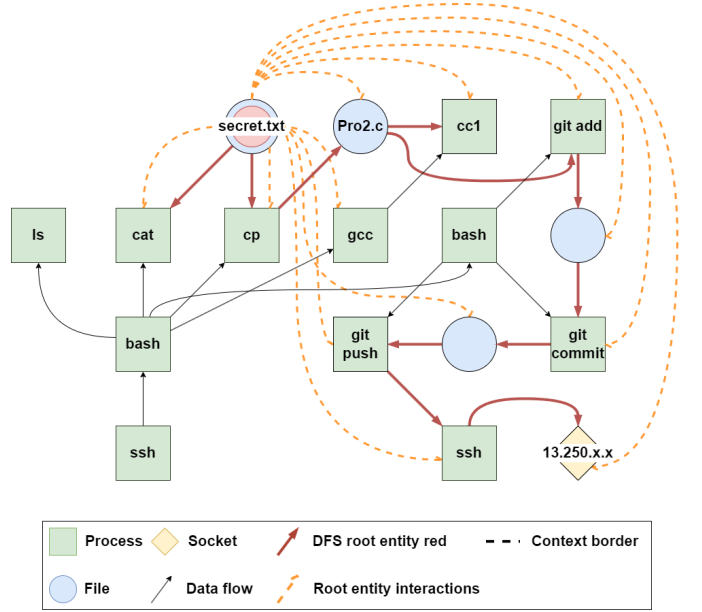 secret.txt
Pro2.c
cc1
git add
ls
cat
cp
gcc
bash
bash
git
push
git
commit
ssh
ssh
13.250.x.x
Process
Socket
DFS root entity red
Context border
File
Data flow
Root entity interactions